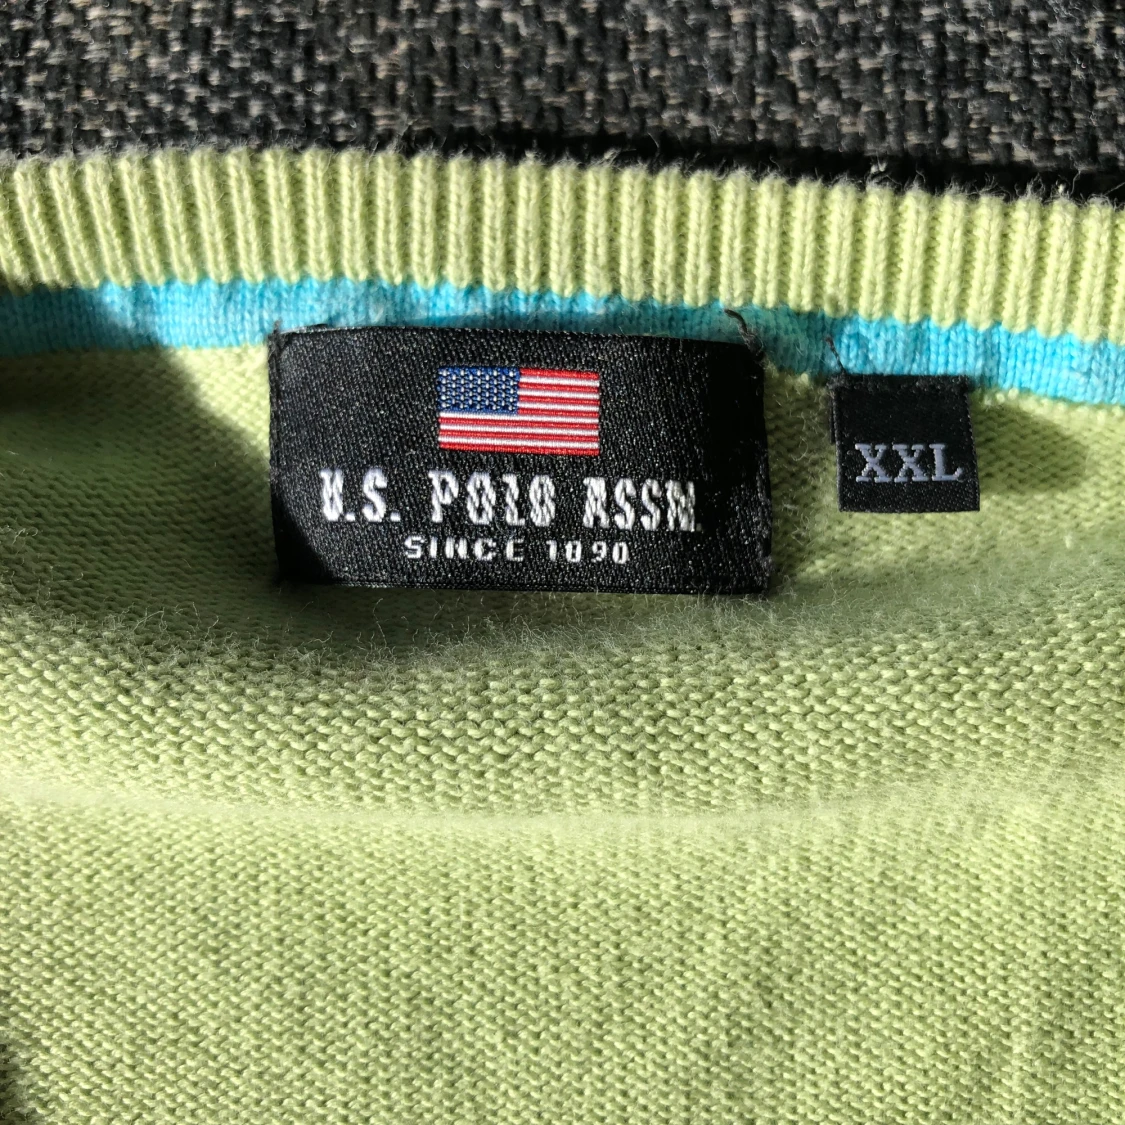 U.S. POLO ASSN.
SINCE 1890
XXL